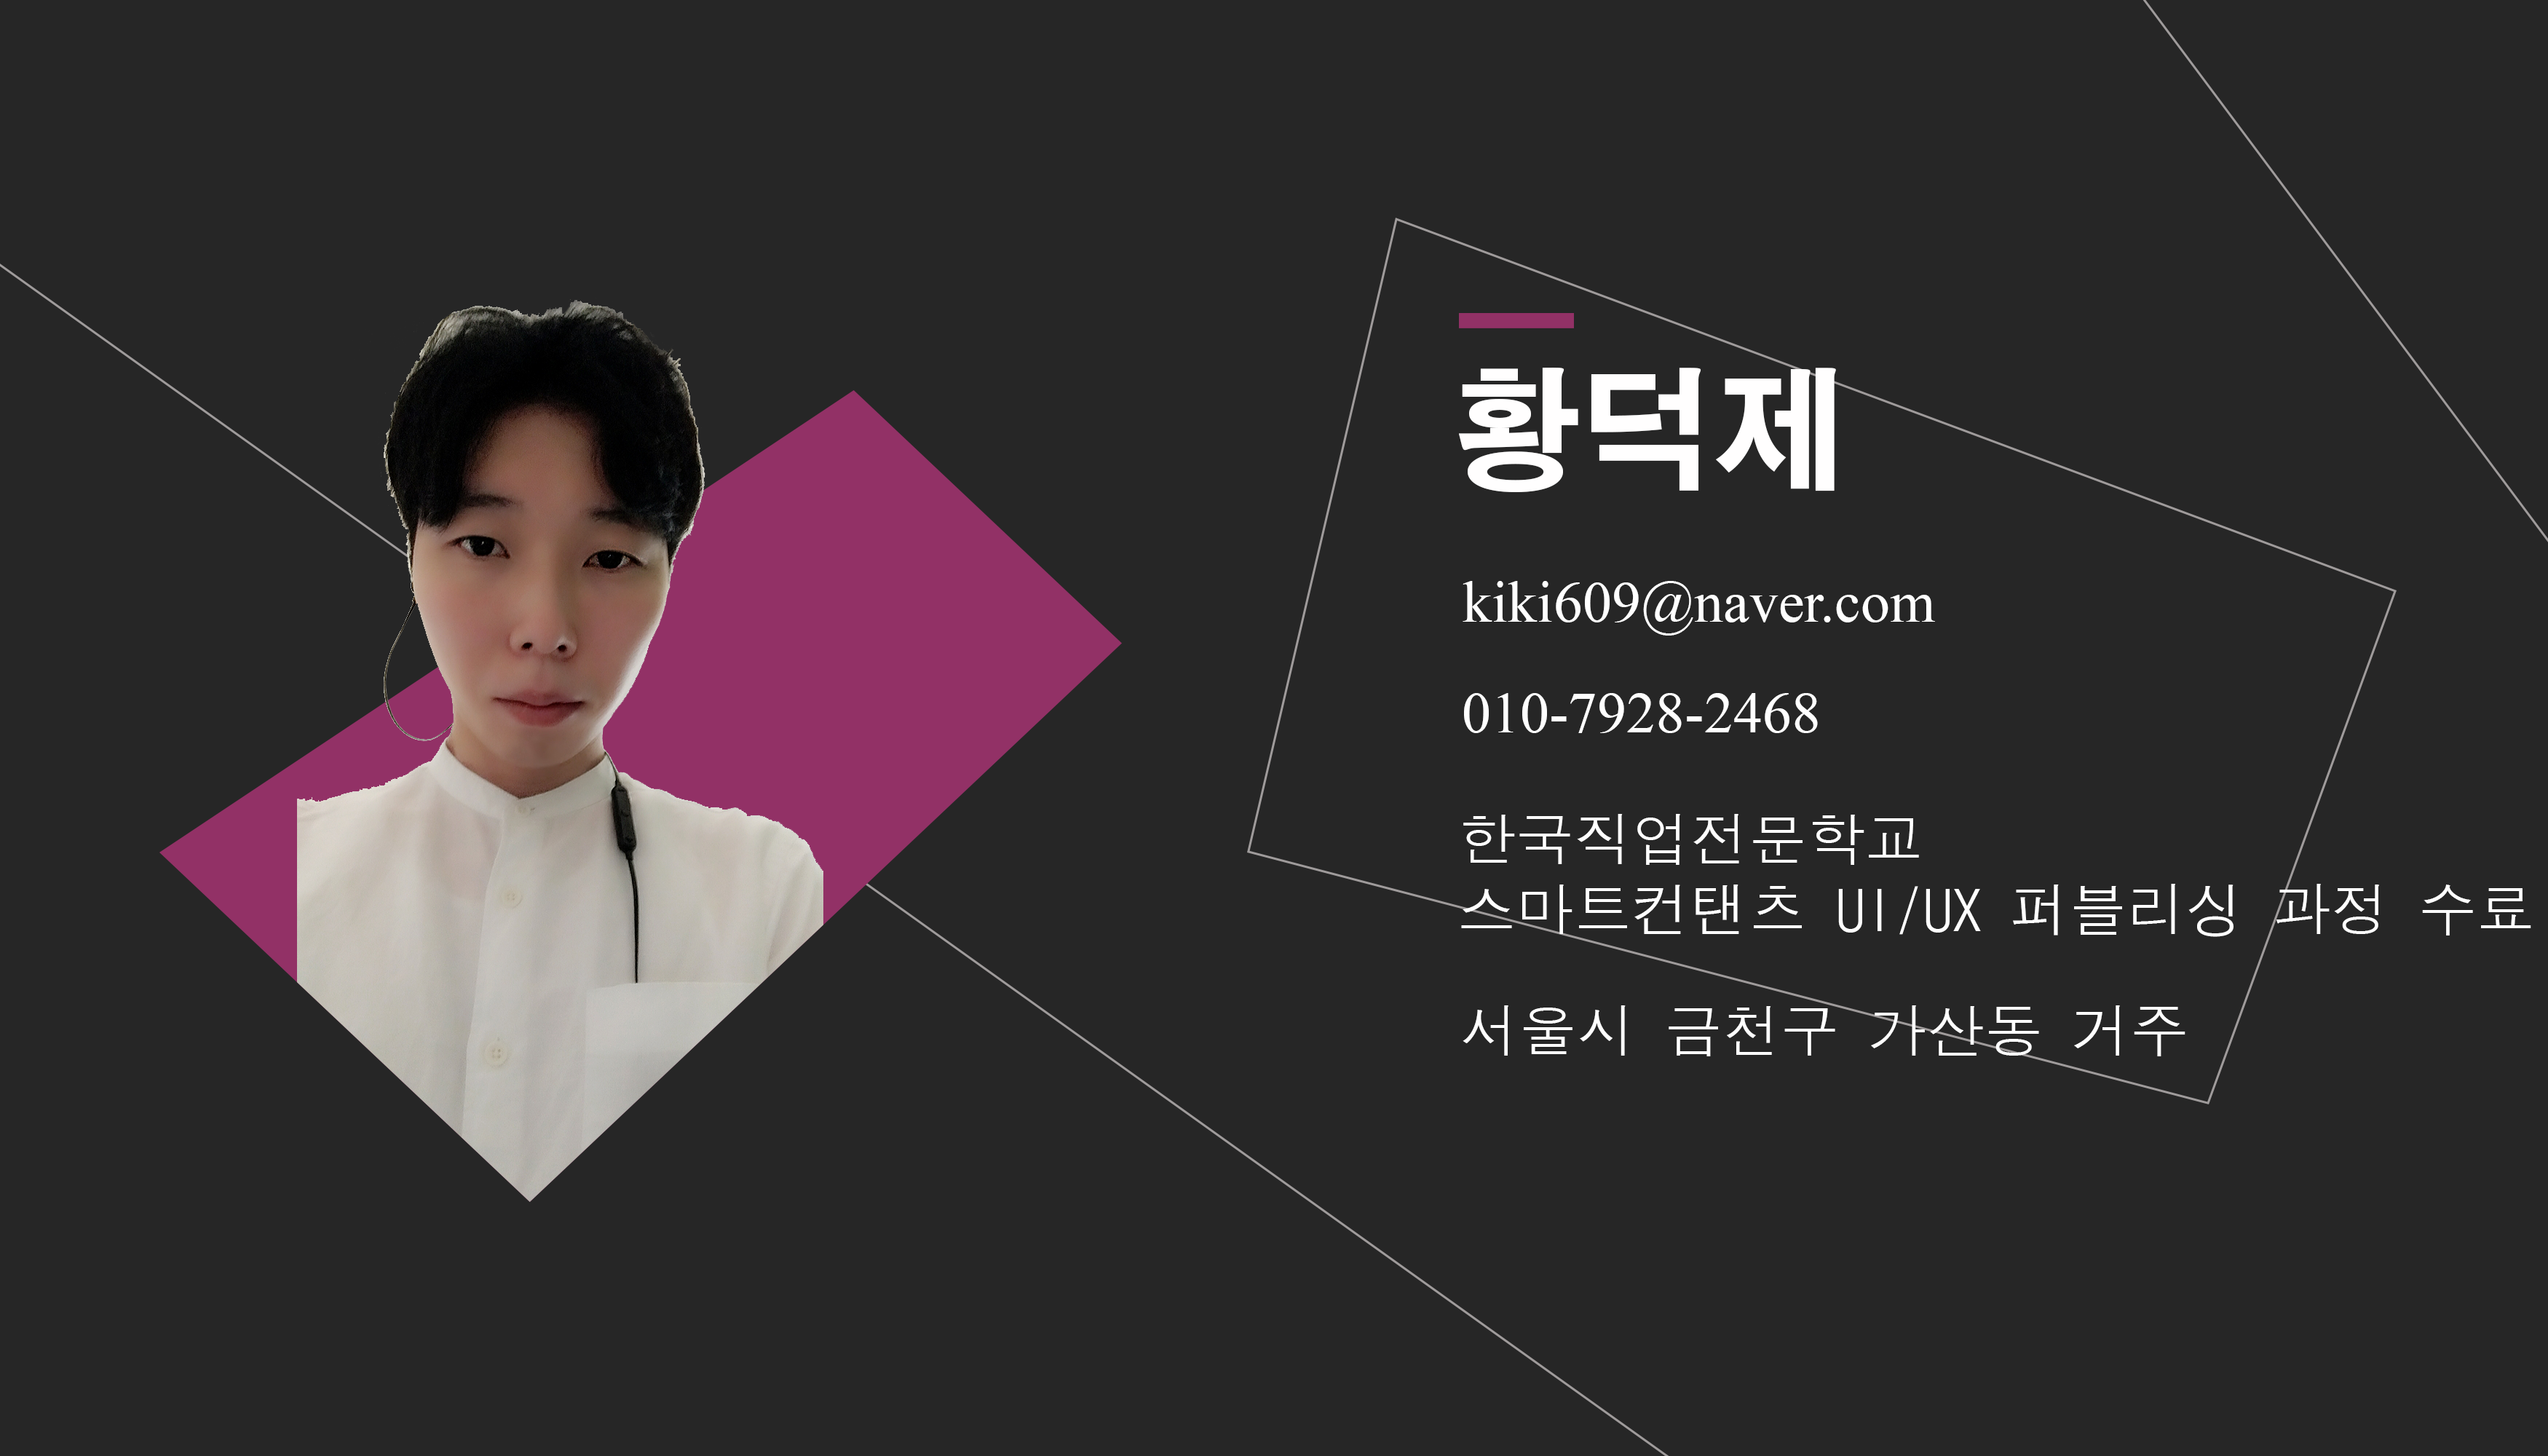 황덕제
kiki609@naver.com
010-7928-2468
한국직업전문학교
스마트컨탠츠 UI/UX 퍼블리싱 과정 수료
서울시 금천구 가산동 거주